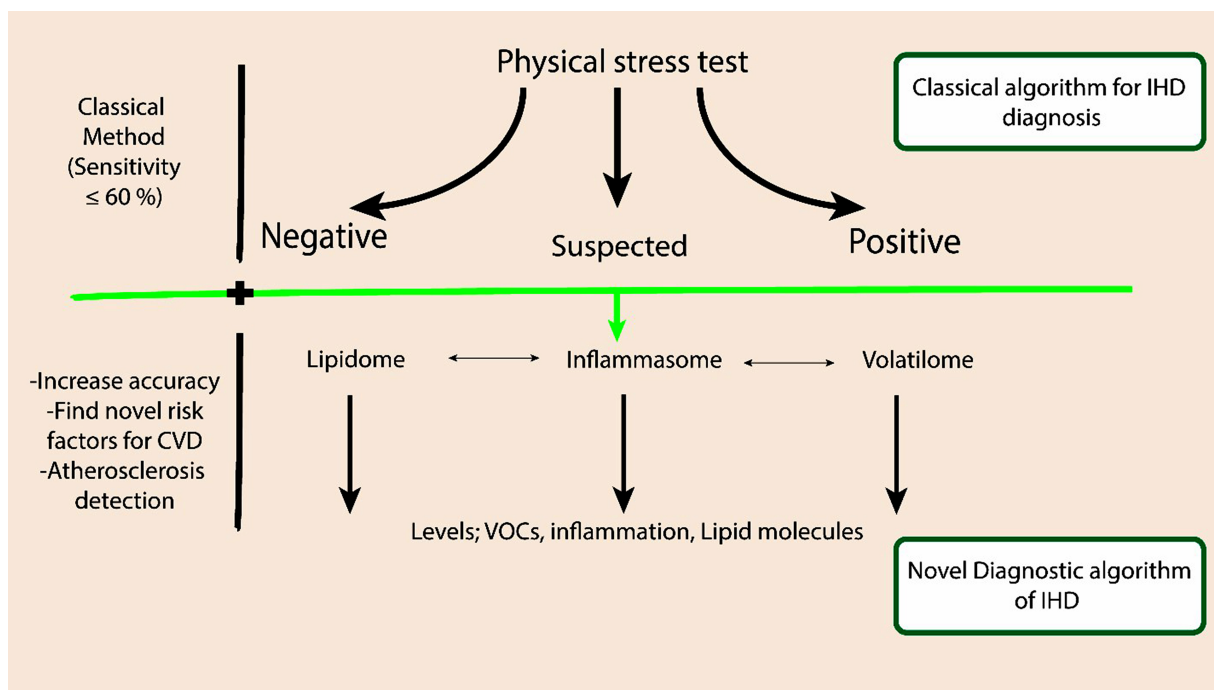 Physical stress test
Classical algorithm for IHD
diagnosis
Classical
Method
(Sensitivity
≤ 60 %)
Negative
Suspected
Positive
Lipidome
Inflammasome
Volatilome
-Increase accuracy
-Find novel risk
factors for CVD
-Atherosclerosis
detection
Levels; VOCs, inflammation, Lipid molecules
Novel Diagnostic algorithm
of IHD